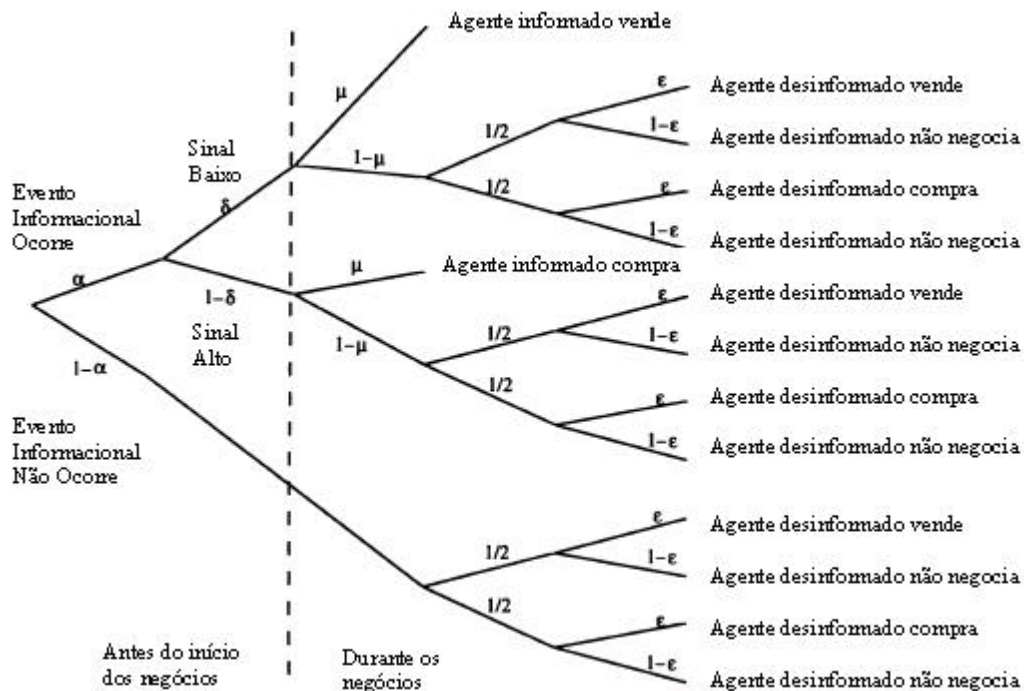 Agente informado vende
μ
ε
Agente desinformado vende
1/2
1−ε
Agente desinformado não negocia
Sinal
Baixo
1−μ
1/2
ε
Agente desinformado compra
Evento
Informacional
Ocorre
δ
1−ε
Agente desinformado não negocia
α
1−δ
μ
Agente informado compra
ε
Agente desinformado vende
Sinal
Alto
1−μ
1/2
1−ε
Agente desinformado não negocia
1−α
1/2
ε
Agente desinformado compra
Evento
Informacional
Não Ocorre
1−ε
Agente desinformado não negocia
ε
Agente desinformado vende
1/2
1−ε
Agente desinformado não negocia
1/2
ε
Agente desinformado compra
1−ε
Agente desinformado não negocia
Antes do início
dos negócios
Durante os
negócios